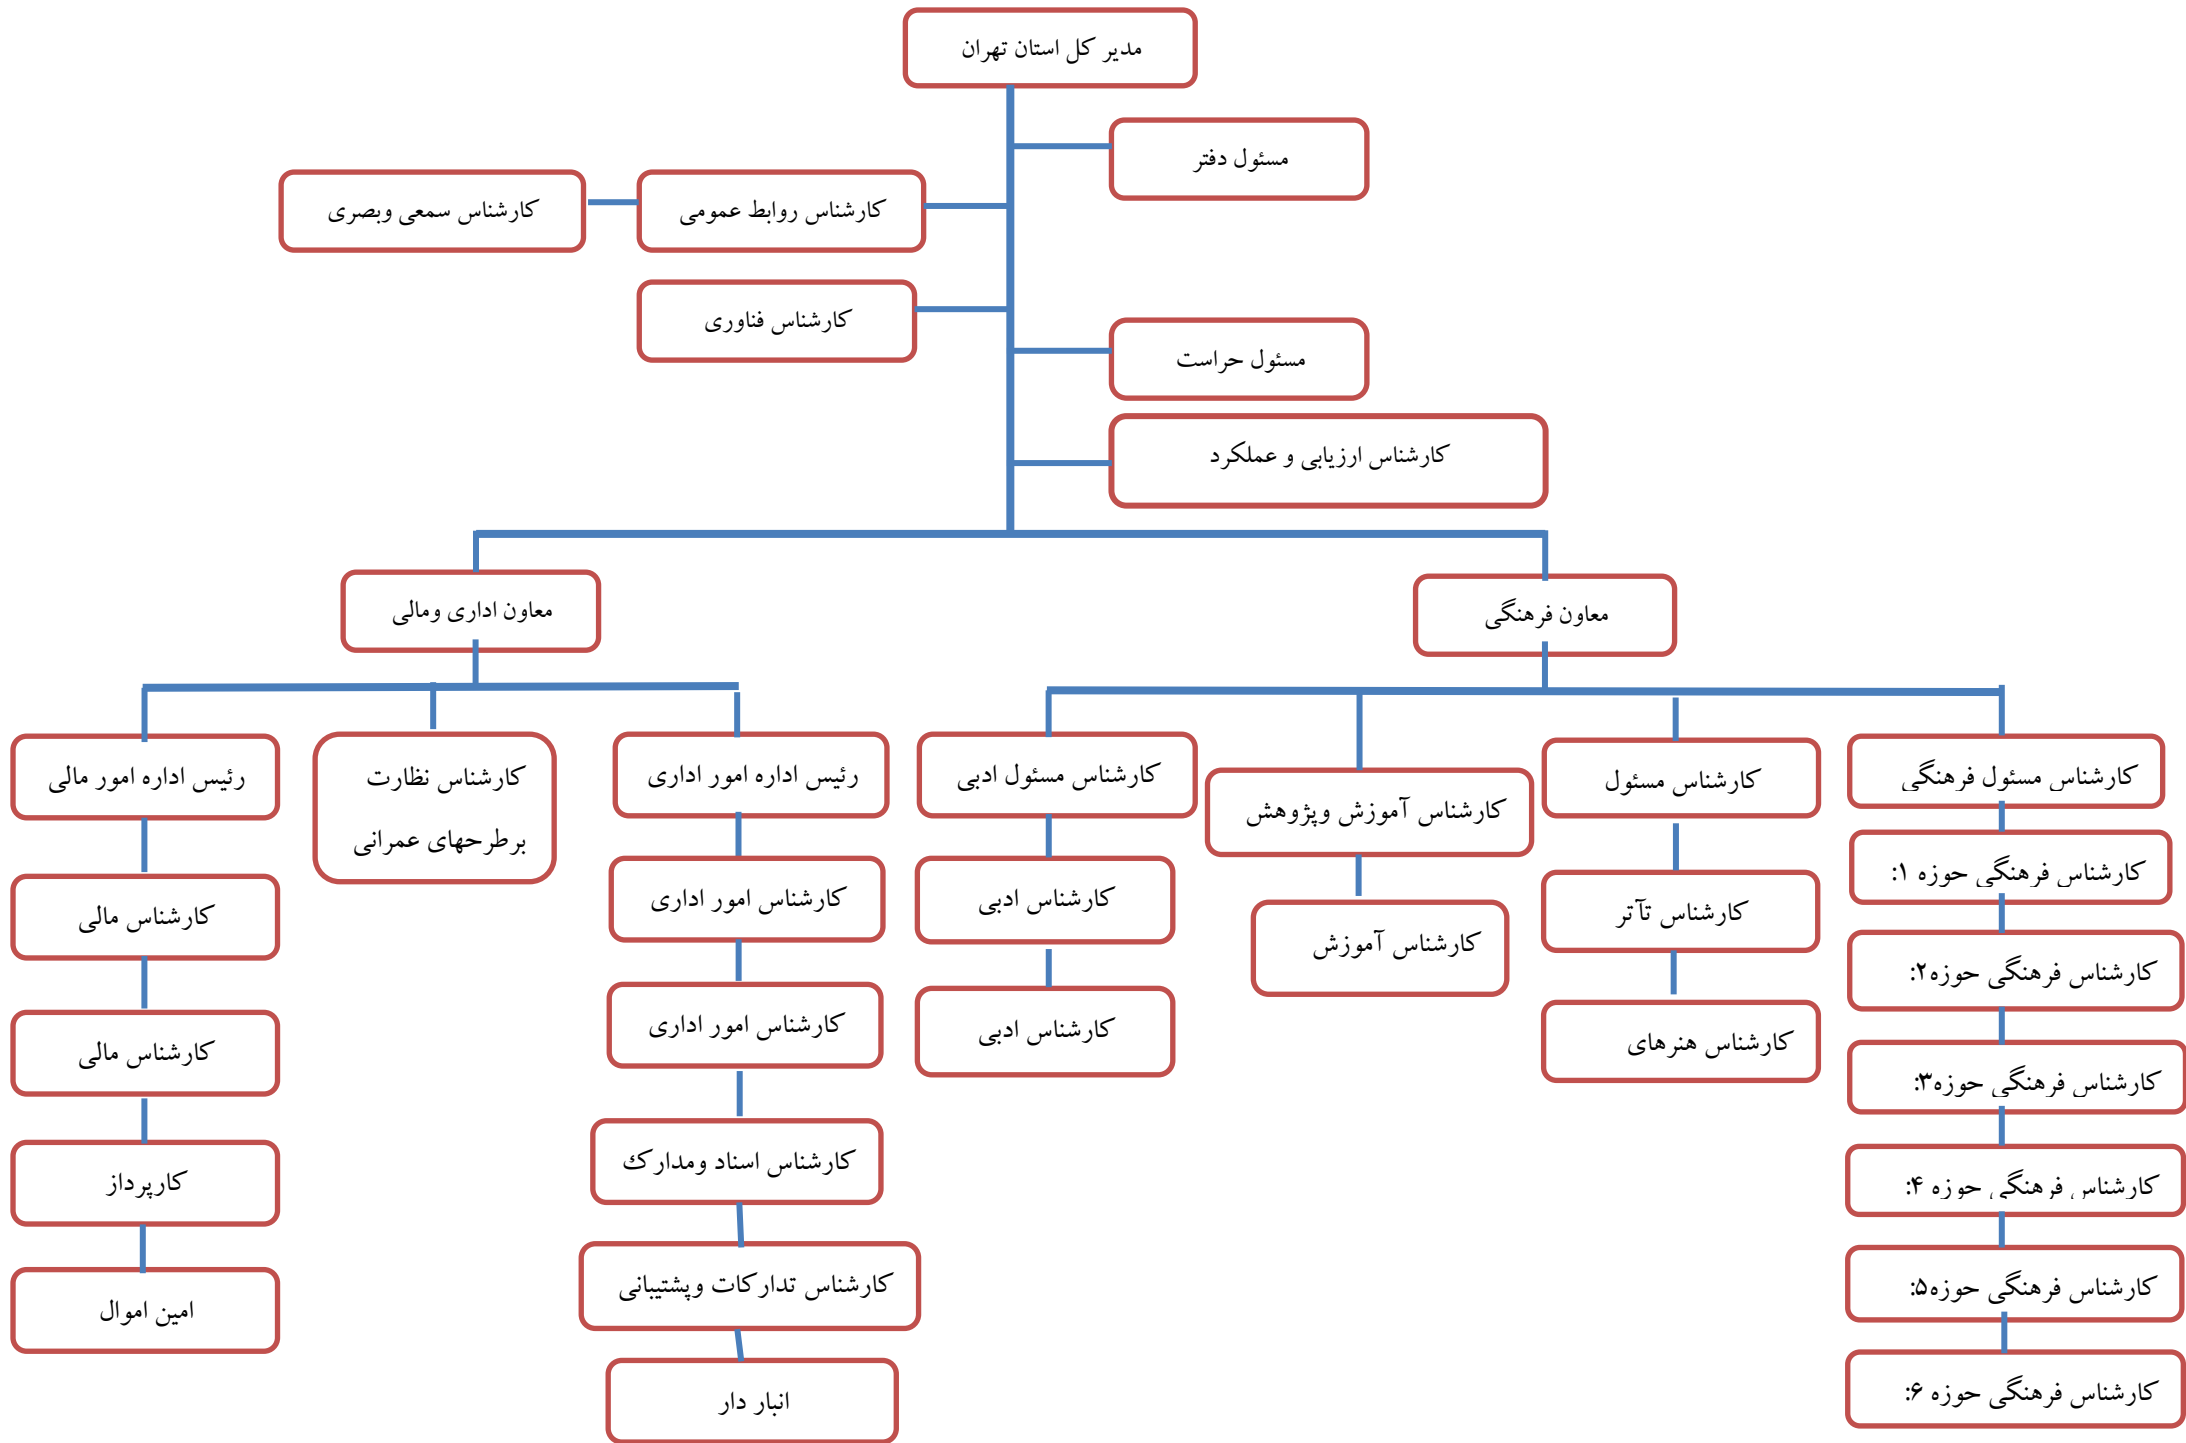 مدیر کل استان تهران
مسئول دفتر
کارشناس روابط عمومی
کارشناس سمعی وبصری
کارشناس فناوری
مسئول حراست
کارشناس ارزیابی و عملکرد
معاون فرهنگی
معاون اداری ومالی
کارشناس مسئول فرهنگی
کارشناس فرهنگی حوزه ۱:
کارشناس فرهنگی حوزه۲:
کارشناس فرهنگی حوزه۳:
کارشناس فرهنگی حوزه ۴:
کارشناس فرهنگی حوزه۵:
کارشناس فرهنگی حوزه ۶:
کارشناس مسئول
کارشناس تآتر
کارشناس هنرهای
کارشناس آموزش وپژوهش
کارشناس آموزش
کارشناس مسئول ادبی
کارشناس ادبی
کارشناس ادبی
رئیس اداره امور اداری
کارشناس امور اداری
کارشناس امور اداری
کارشناس اسناد ومدارک
کارشناس تدارکات وپشتیبانی
انبار دار
کارشناس نظارت
برطرحهای عمرانی
رئیس اداره امور مالی
کارشناس مالی
کارشناس مالی
کارپرداز
امین اموال